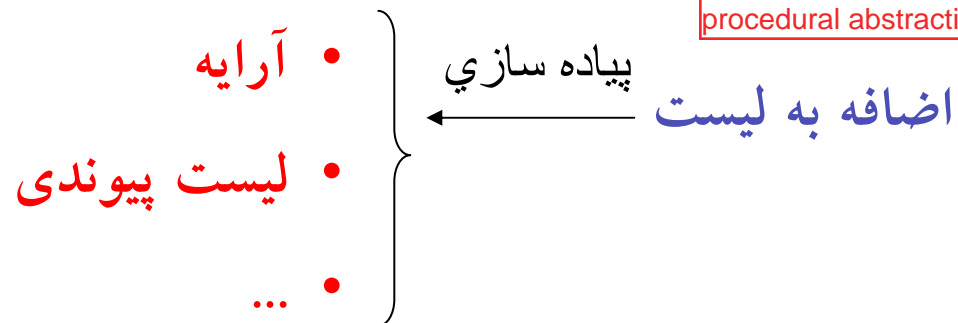 procedural abstracti
اضافه به لیست
پیاده سازي
• آرایه
• لیست پیوندی
• ...